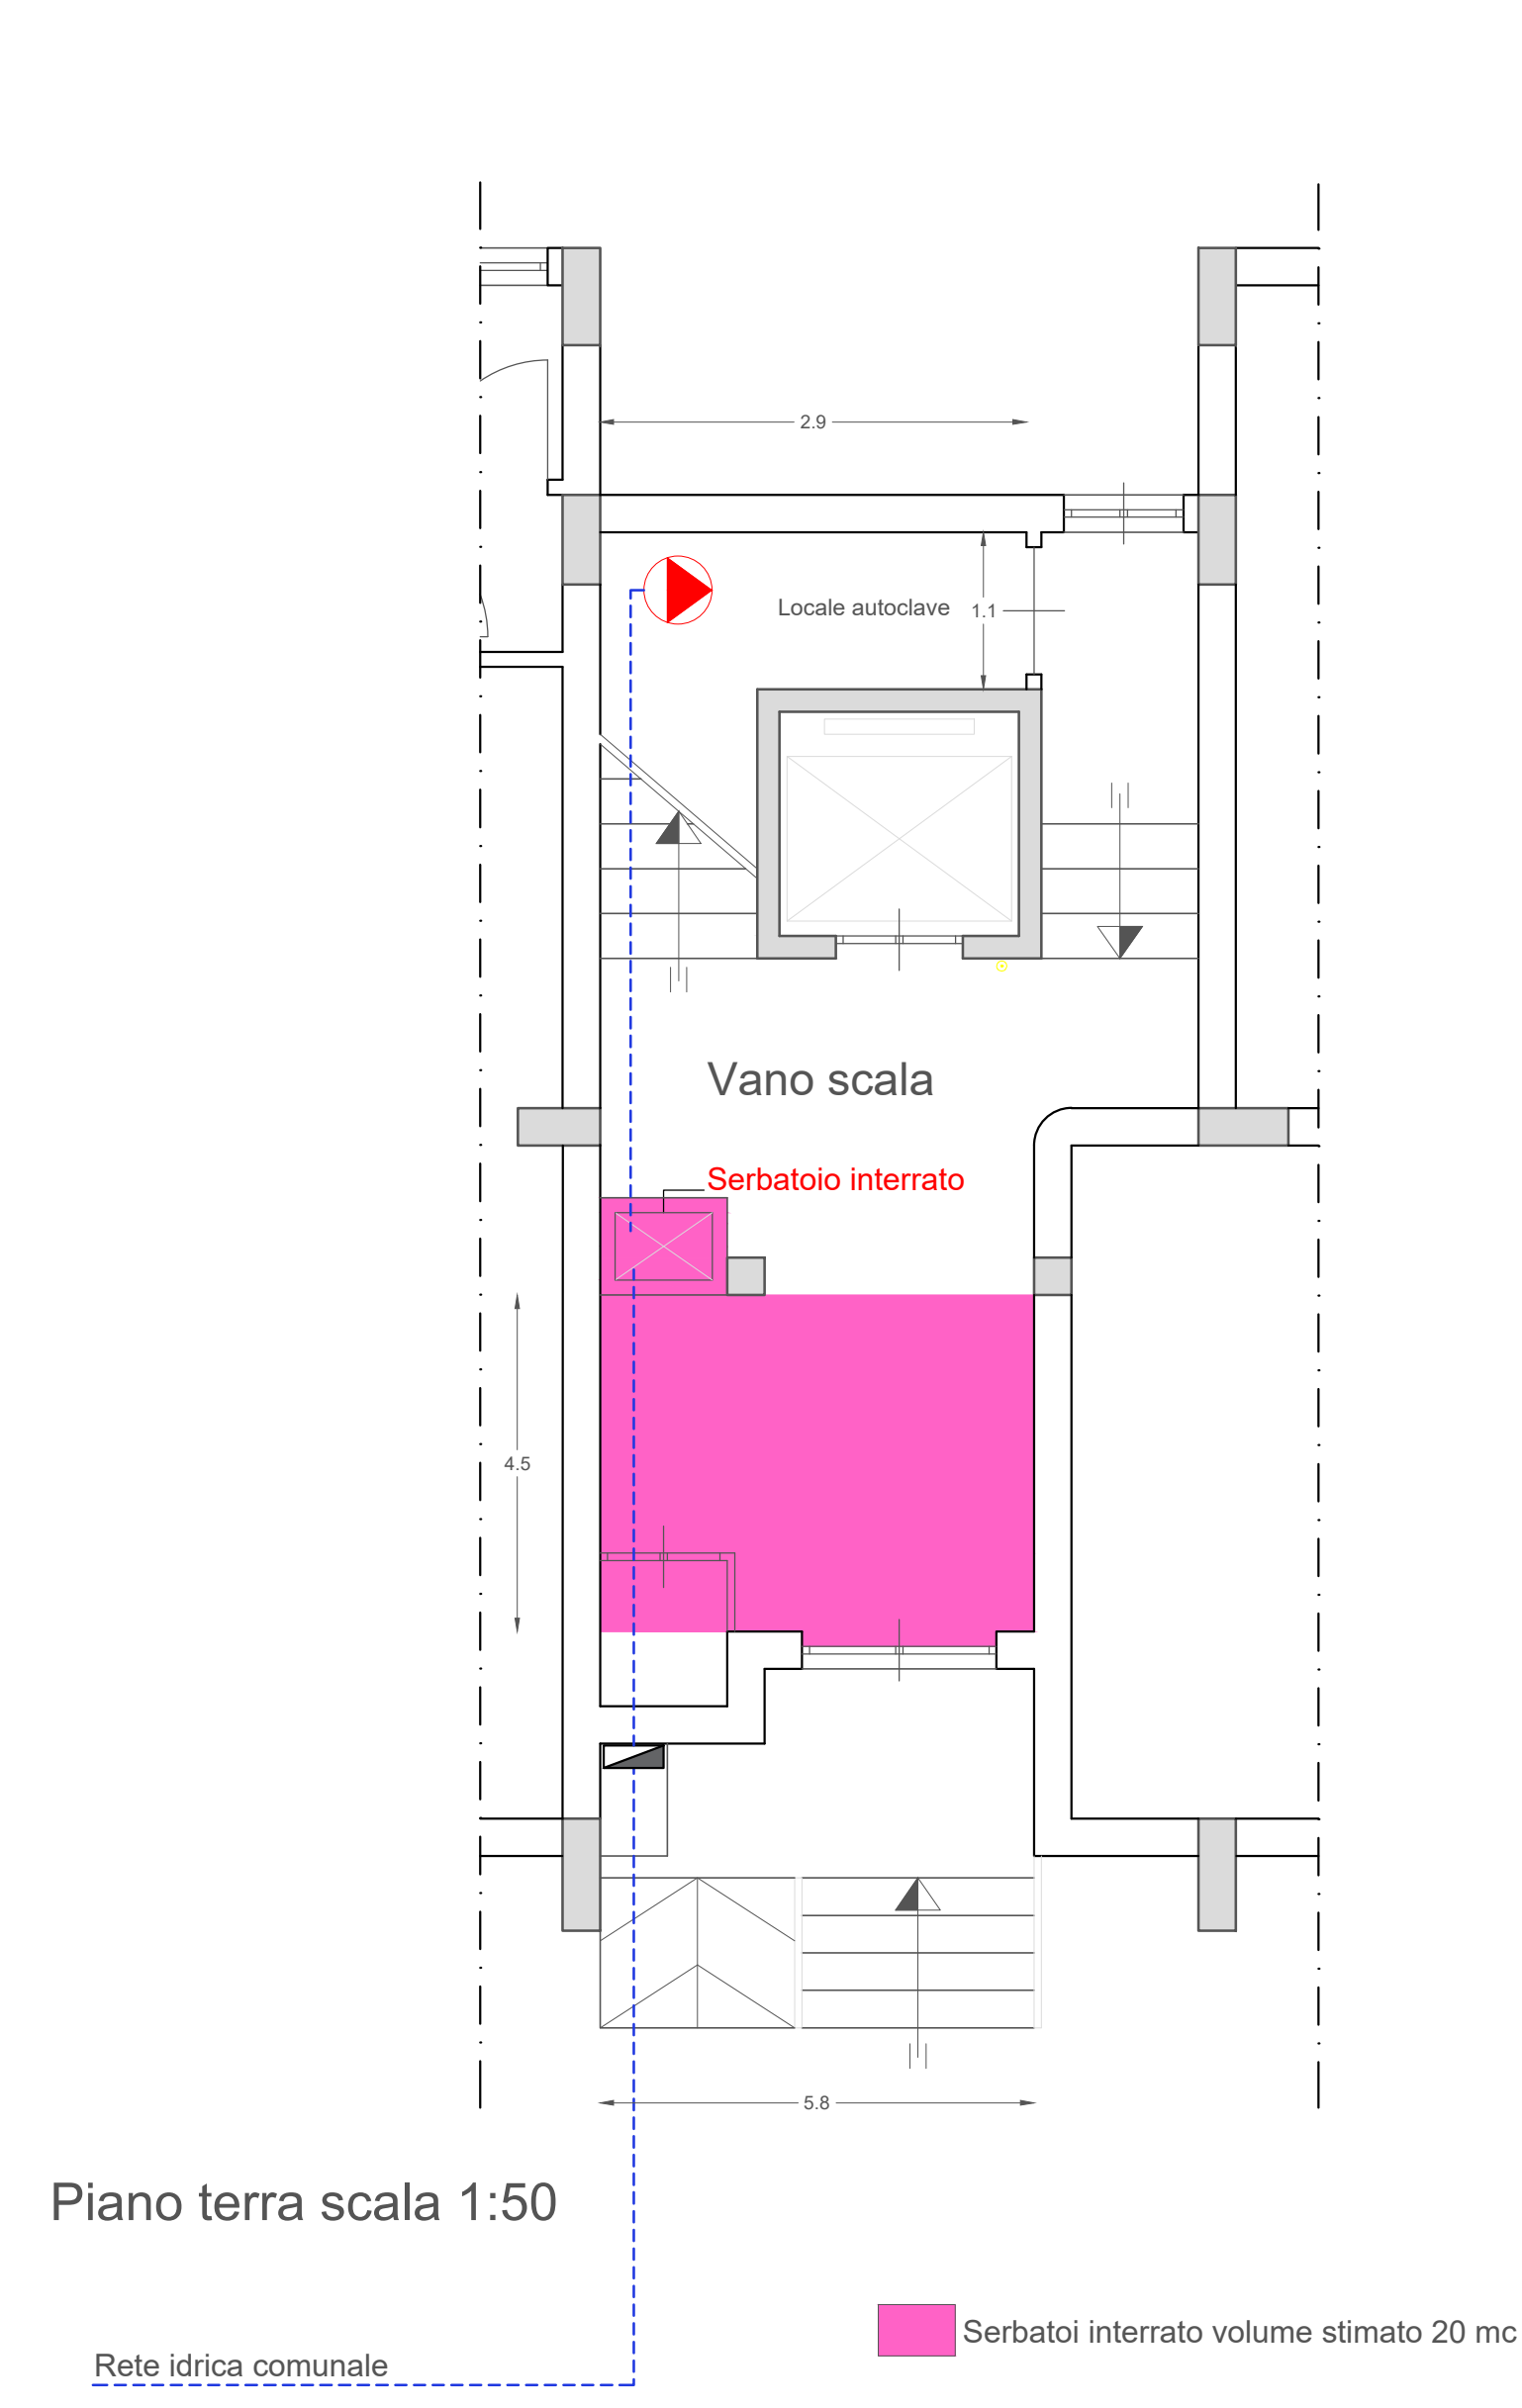 2.9
Locale autoclave
1.1
Vano scala
Serbatoio interrato
4.5
5.8
Piano terra scala 1:50
Serbatoi interrato volume stimato 20 mc
Rete idrica comunale